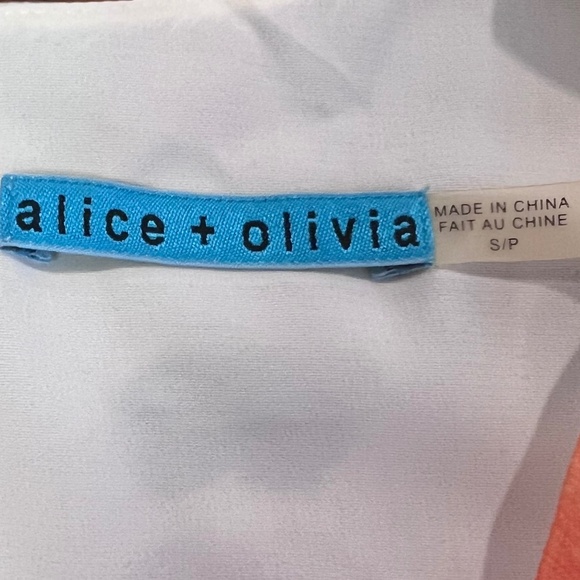 alice + olivia
MADE IN CHINA
FAIT AU CHINE
S/P